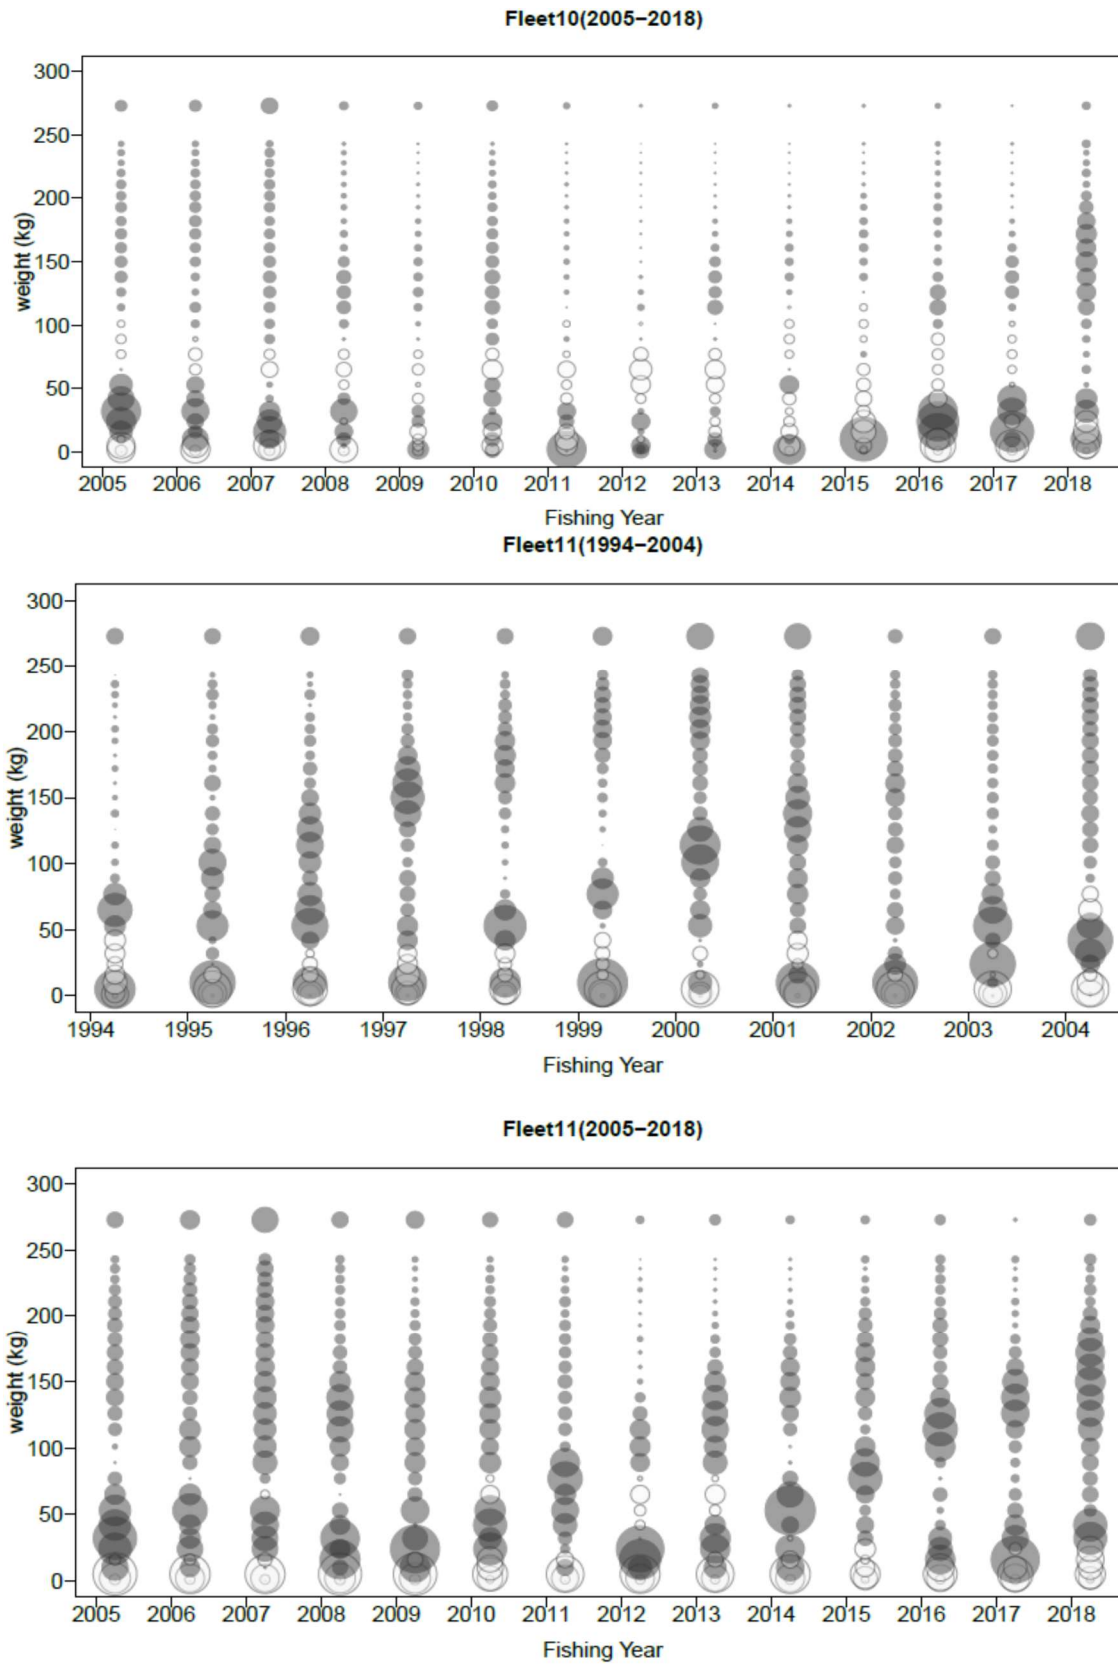 Fleet10(2005−2018)
300
250
200
150
100
50
0
weight (kg)
2005 2006 2007 2008 2009 2010 2011 2012 2013 2014 2015 2016 2017 2018
Fishing Year
Fleet11(1994−2004)
300
250
200
150
100
50
0
weight (kg)
1994 1995 1996 1997 1998 1999 2000 2001 2002 2003 2004
Fishing Year
Fleet11(2005−2018)
300
250
200
150
100
50
0
weight (kg)
2005 2006 2007 2008 2009 2010 2011 2012 2013 2014 2015 2016 2017 2018
Fishing Year